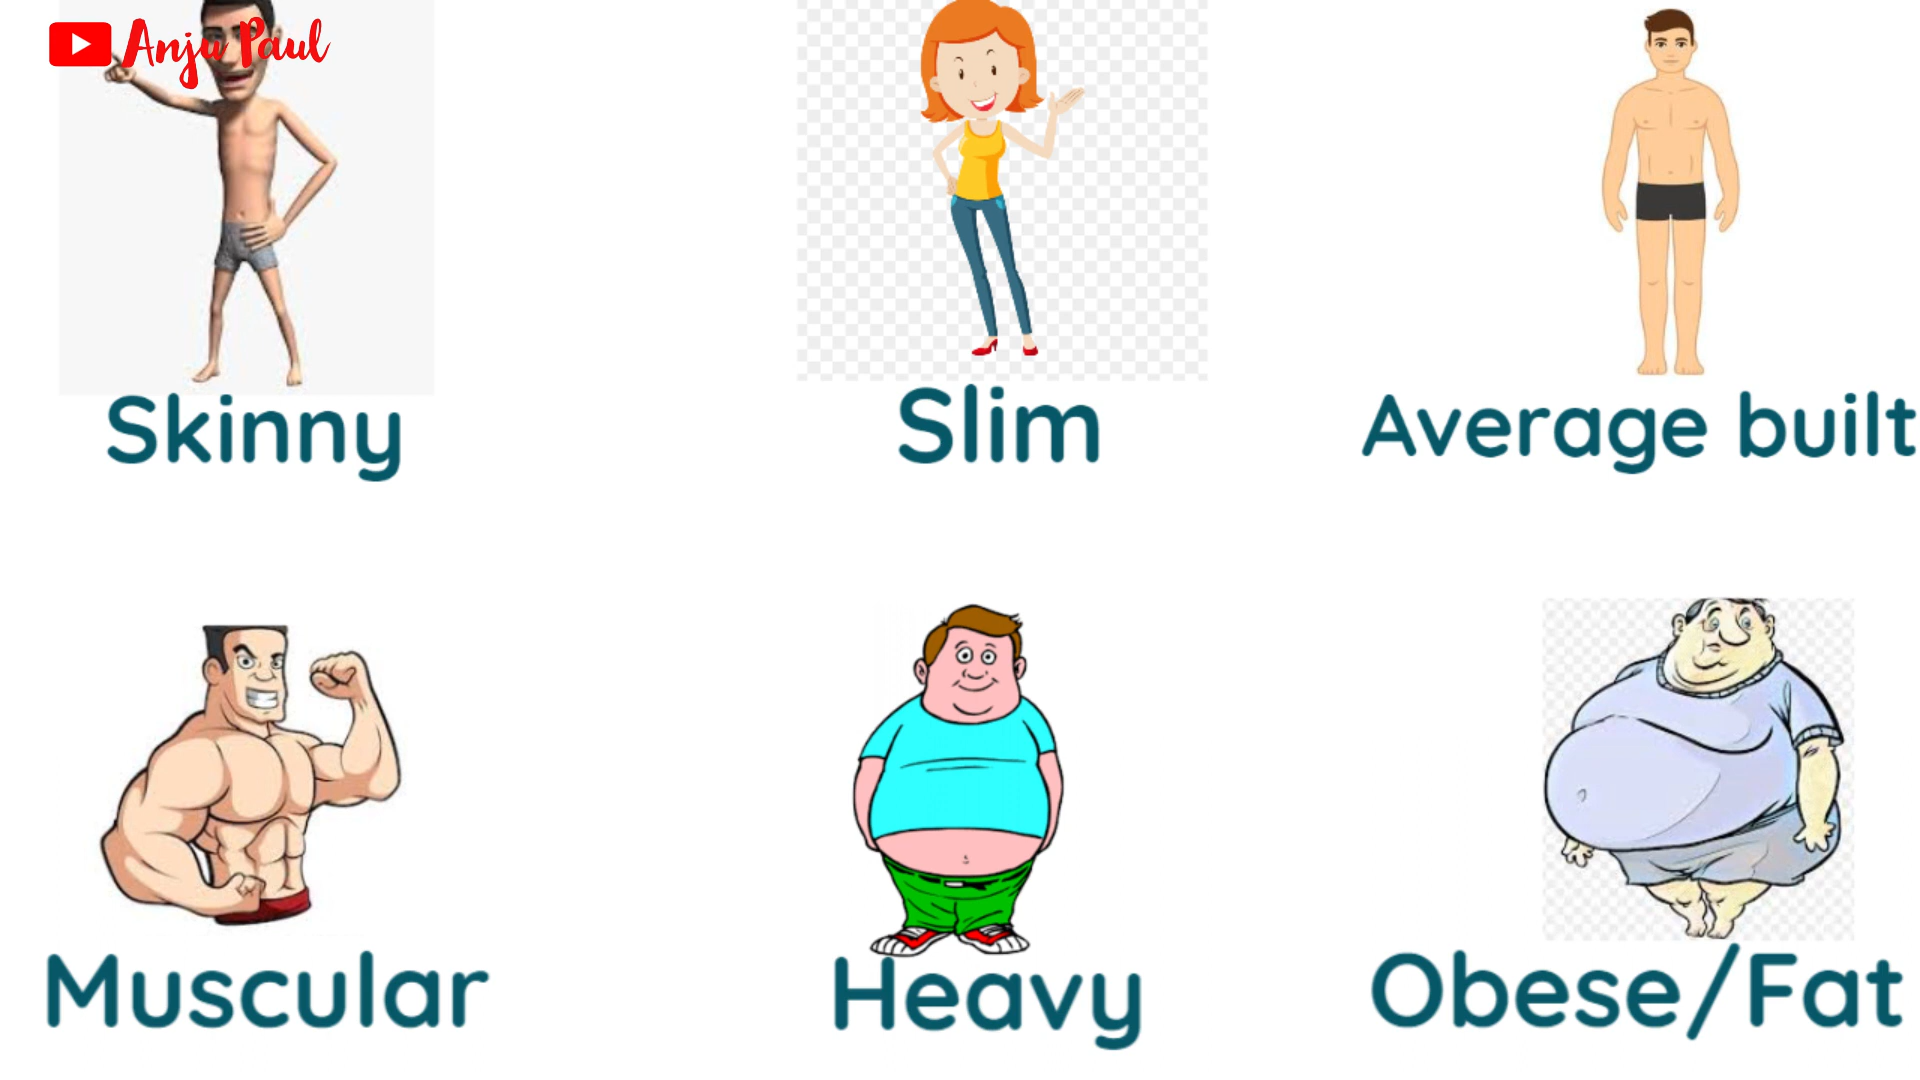 Anju Paul
Skinny
Slim
Average built
Muscular
Heavy
Obese/Fat